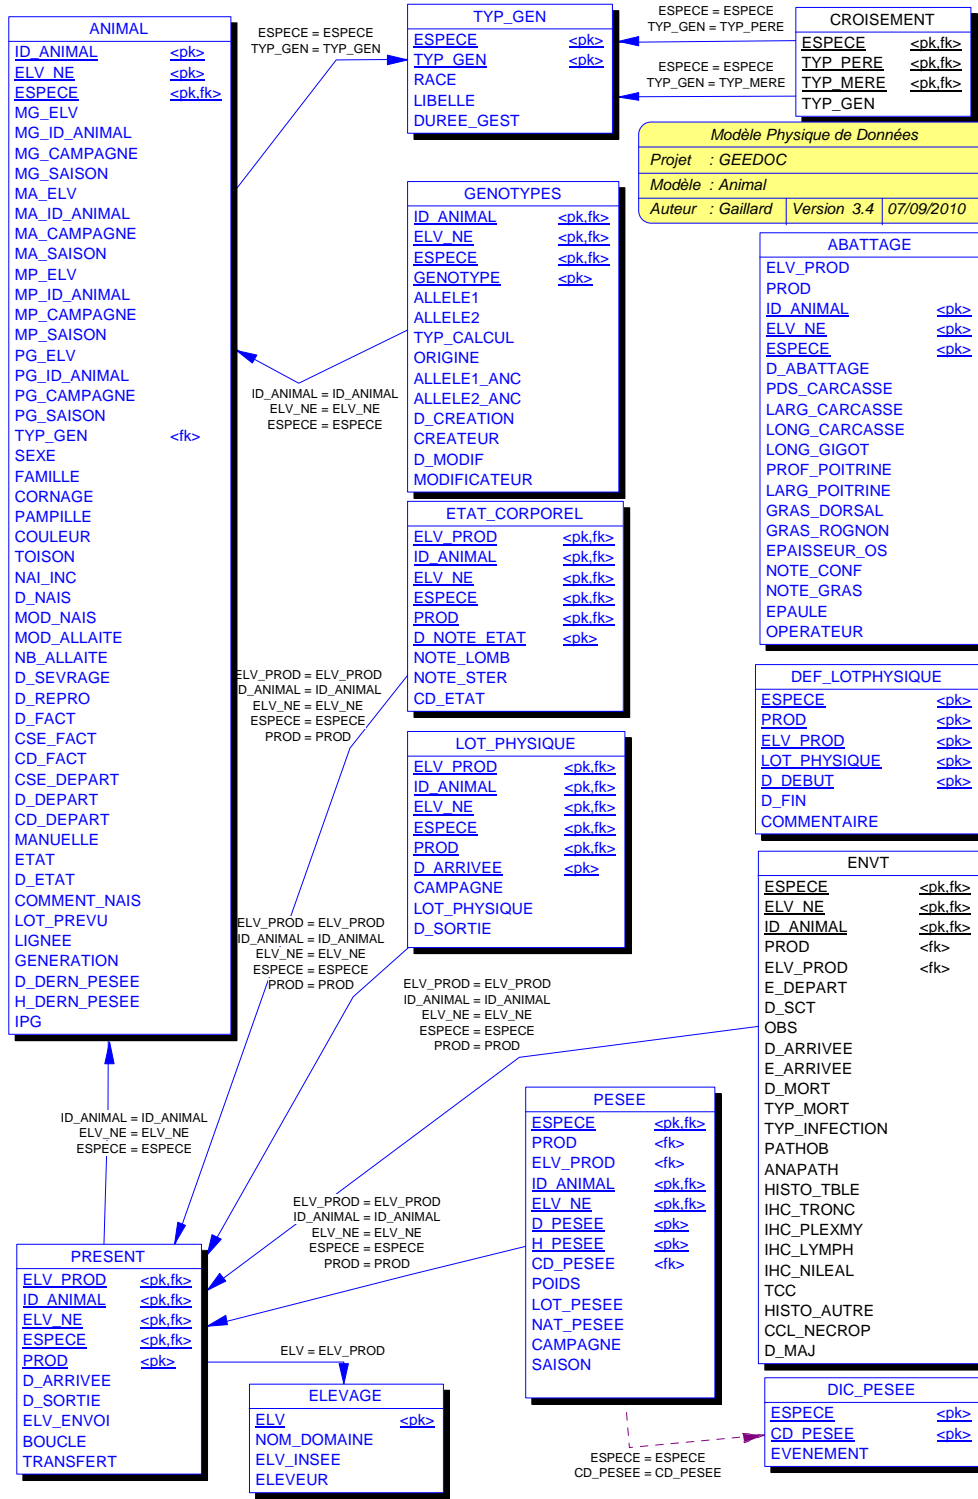 ANIMAL
ID_ANIMAL <pk>
ELV_NE <pk>
ESPECE <pk,fk>
MG_ELV
MG_ID_ANIMAL
MG_CAMPAGNE
MG_SAISON
MA_ELV
MA_ID_ANIMAL
MA_CAMPAGNE
MA_SAISON
MP_ELV
MP_ID_ANIMAL
MP_CAMPAGNE
MP_SAISON
PG_ELV
PG_ID_ANIMAL
PG_CAMPAGNE
PG_SAISON
TYP_GEN <fk>
SEXE
FAMILLE
CORNAGE
PAMPILLE
COULEUR
TOISON
NAI_INC
D_NAIS
MOD_NAIS
MOD_ALLAITE
NB_ALLAITE
D_SEVRAGE
D_REPRO
D_FACT
CSE_FACT
CD_FACT
CSE_DEPART
D_DEPART
CD_DEPART
MANUELLE
ETAT
D_ETAT
COMMENT_NAIS
LOT_PREVU
LIGNEE
GENERATION
D_DERN_PESEE
H_DERN_PESEE
IPG
ESPECE = ESPECE
TYP_GEN = TYP_GEN
TYP_GEN
ESPECE <pk>
TYP_GEN <pk>
RACE
LIBELLE
DUREE_GEST
ESPECE = ESPECE
TYP_GEN = TYP_PERE
ESPECE = ESPECE
TYP_GEN = TYP_MERE
CROISEMENT
ESPECE <pk,fk>
TYP_PERE <pk,fk>
TYP_MERE <pk,fk>
TYP_GEN
Modèle Physique de Données
Projet : GEEDOC
Modèle : Animal
Auteur : Gaillard Version 3.4 07/09/2010
GENOTYPES
ID_ANIMAL <pk,fk>
ELV_NE <pk,fk>
ESPECE <pk,fk>
GENOTYPE <pk>
ALLELE1
ALLELE2
TYP_CALCUL
ORIGINE
ALLELE1_ANC
ALLELE2_ANC
D_CREATION
CREATEUR
D_MODIF
MODIFICATEUR
ID_ANIMAL = ID_ANIMAL
ELV_NE = ELV_NE
ESPECE = ESPECE
ABATTAGE
ELV_PROD
PROD
ID_ANIMAL <pk>
ELV_NE <pk>
ESPECE <pk>
D_ABATTAGE
PDS_CARCASSE
LARG_CARCASSE
LONG_CARCASSE
LONG_GIGOT
PROF_POITRINE
LARG_POITRINE
GRAS_DORSAL
GRAS_ROGNON
EPAISSEUR_OS
NOTE_CONF
NOTE_GRAS
EPAULE
OPERATEUR
ETAT_CORPOREL
ELV_PROD <pk,fk>
ID_ANIMAL <pk,fk>
ELV_NE <pk,fk>
ESPECE <pk,fk>
PROD <pk,fk>
D_NOTE_ETAT <pk>
NOTE_LOMB
NOTE_STER
CD_ETAT
ELV_PROD = ELV_PROD
ID_ANIMAL = ID_ANIMAL
ELV_NE = ELV_NE
ESPECE = ESPECE
PROD = PROD
DEF_LOTPHYSIQUE
ESPECE <pk>
PROD <pk>
ELV_PROD <pk>
LOT_PHYSIQUE <pk>
D_DEBUT <pk>
D_FIN
COMMENTAIRE
LOT_PHYSIQUE
ELV_PROD <pk,fk>
ID_ANIMAL <pk,fk>
ELV_NE <pk,fk>
ESPECE <pk,fk>
PROD <pk,fk>
D_ARRIVEE <pk>
CAMPAGNE
LOT_PHYSIQUE
D_SORTIE
ELV_PROD = ELV_PROD
ID_ANIMAL = ID_ANIMAL
ELV_NE = ELV_NE
ESPECE = ESPECE
PROD = PROD
ELV_PROD = ELV_PROD
ID_ANIMAL = ID_ANIMAL
ELV_NE = ELV_NE
ESPECE = ESPECE
PROD = PROD
ENVT
ESPECE <pk,fk>
ELV_NE <pk,fk>
ID_ANIMAL <pk,fk>
PROD <fk>
ELV_PROD <fk>
E_DEPART
D_SCT
OBS
D_ARRIVEE
E_ARRIVEE
D_MORT
TYP_MORT
TYP_INFECTION
PATHOB
ANAPATH
HISTO_TBLE
IHC_TRONC
IHC_PLEXMY
IHC_LYMPH
IHC_NILEAL
TCC
HISTO_AUTRE
CCL_NECROP
D_MAJ
ID_ANIMAL = ID_ANIMAL
ELV_NE = ELV_NE
ESPECE = ESPECE
PESEE
ESPECE <pk,fk>
PROD <fk>
ELV_PROD <fk>
ID_ANIMAL <pk,fk>
ELV_NE <pk,fk>
D_PESEE <pk>
H_PESEE <pk>
CD_PESEE <fk>
POIDS
LOT_PESEE
NAT_PESEE
CAMPAGNE
SAISON
ELV_PROD = ELV_PROD
ID_ANIMAL = ID_ANIMAL
ELV_NE = ELV_NE
ESPECE = ESPECE
PROD = PROD
PRESENT
ELV_PROD <pk,fk>
ID_ANIMAL <pk,fk>
ELV_NE <pk,fk>
ESPECE <pk,fk>
PROD <pk>
D_ARRIVEE
D_SORTIE
ELV_ENVOI
BOUCLE
TRANSFERT
ELV = ELV_PROD
ELEVAGE
ELV <pk>
NOM_DOMAINE
ELV_INSEE
ELEVEUR
ESPECE = ESPECE
CD_PESEE = CD_PESEE
DIC_PESEE
ESPECE <pk>
CD_PESEE <pk>
EVENEMENT